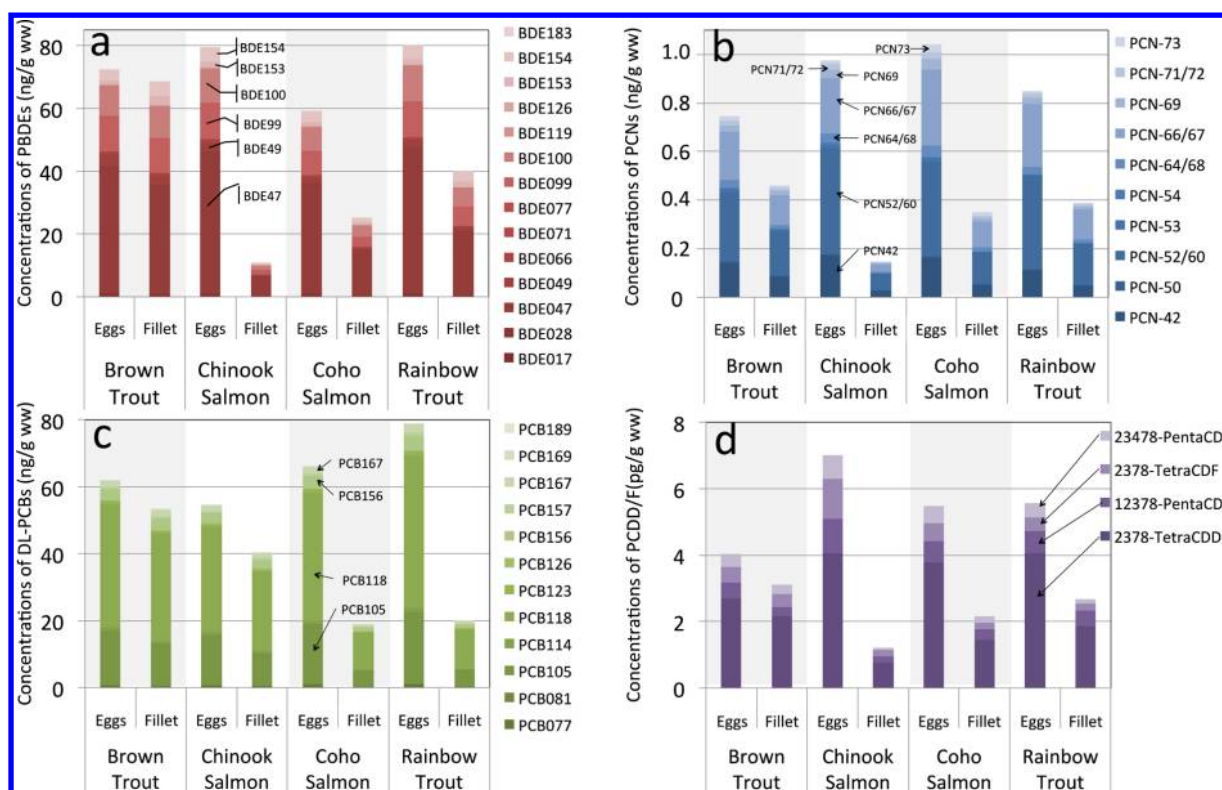 a
Concentrations of PBDEs (ng/g ww)
80
60
40
20
0
BDE154
BDE153
BDE100
BDE99
BDE49
BDE47
Eggs Fillet Eggs Fillet Eggs Fillet Eggs Fillet
Brown Chinook Coho Rainbow
Trout Salmon Salmon Trout
BDE183
BDE154
BDE153
BDE126
BDE119
BDE100
BDE099
BDE077
BDE071
BDE066
BDE049
BDE047
BDE028
BDE017
b
Concentrations of PCNs (ng/g ww)
1.0
0.8
0.6
0.4
0.2
0
PCN73
PCN71/72
PCN69
PCN66/67
PCN64/68
PCN52/60
PCN42
Eggs Fillet Eggs Fillet Eggs Fillet Eggs Fillet
Brown Chinook Coho Rainbow
Trout Salmon Salmon Trout
PCN-73
PCN-71/72
PCN-69
PCN-66/67
PCN-64/68
PCN-54
PCN-53
PCN-52/60
PCN-50
PCN-42
c
Concentrations of DL-PCBs (ng/g ww)
80
60
40
20
0
PCB167
PCB156
PCB118
PCB105
Eggs Fillet Eggs Fillet Eggs Fillet Eggs Fillet
Brown Chinook Coho Rainbow
Trout Salmon Salmon Trout
PCB189
PCB169
PCB167
PCB157
PCB156
PCB126
PCB123
PCB118
PCB114
PCB105
PCB081
PCB077
d
Concentrations of PCDD/F(pg/g ww)
8
6
4
2
0
23478-PentaCD
2378-TetraCDF
12378-PentaCD
2378-TetraCDD
Eggs Fillet Eggs Fillet Eggs Fillet Eggs Fillet
Brown Chinook Coho Rainbow
Trout Salmon Salmon Trout